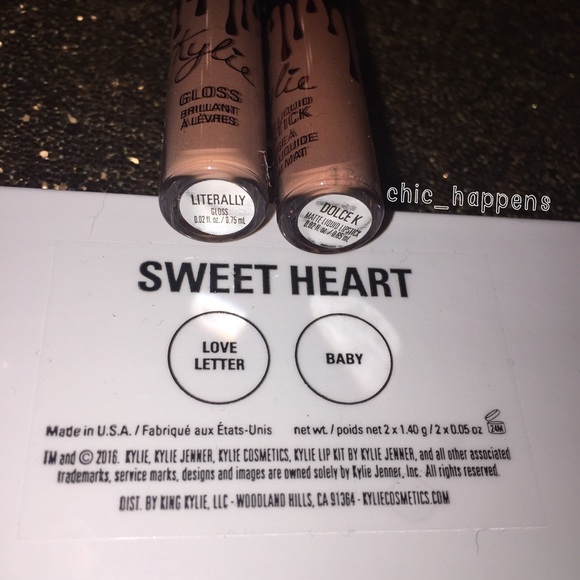 Kylie
GLOSS
BRILLANT
À LÈVRES
LITERALLY
GLOSS
0.02 fl. oz. / 0.75 mL
DOLCE K
MATTE LIQUID LIPSTICK
chic_happens
SWEET HEART
LOVE
LETTER
BABY
Made in U.S.A. / Fabriqué aux États-Unis
net wt. / poids net 2 x 1.40 g / 2 x 0.05 oz
24M
TM and © 2016. KYLIE, KYLIE JENNER, KYLIE COSMETICS, KYLIE LIP KIT BY KYLIE JENNER, and all other associated
trademarks, service marks, designs and images are owned solely by Kylie Jenner, Inc. All rights reserved.
DIST. BY KING KYLIE, LLC - WOODLAND HILLS, CA 91364 - KYLIECOSMETICS.COM